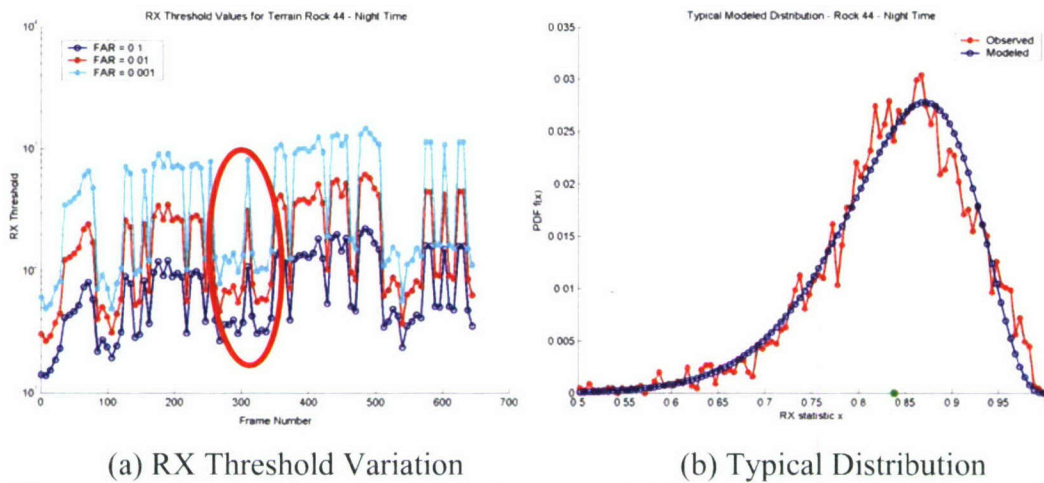 RX Threshold Values for Terrain Rock 44 - Night Time
FAR = 0 1
FAR = 0 01
FAR = 0 001
RX Threshold
0
100
200
300
400
500
600
700
Frame Number
(a) RX Threshold Variation
Typical Modeled Distribution - Rock 44 - Night Time
Observed
Modeled
0.035
0.03
0.025
0.02
0.015
0.01
0.005
0
PDF f(x)
0.5
0.55
0.6
0.65
0.7
0.75
0.8
0.85
0.9
0.95
RX statistic x
(b) Typical Distribution